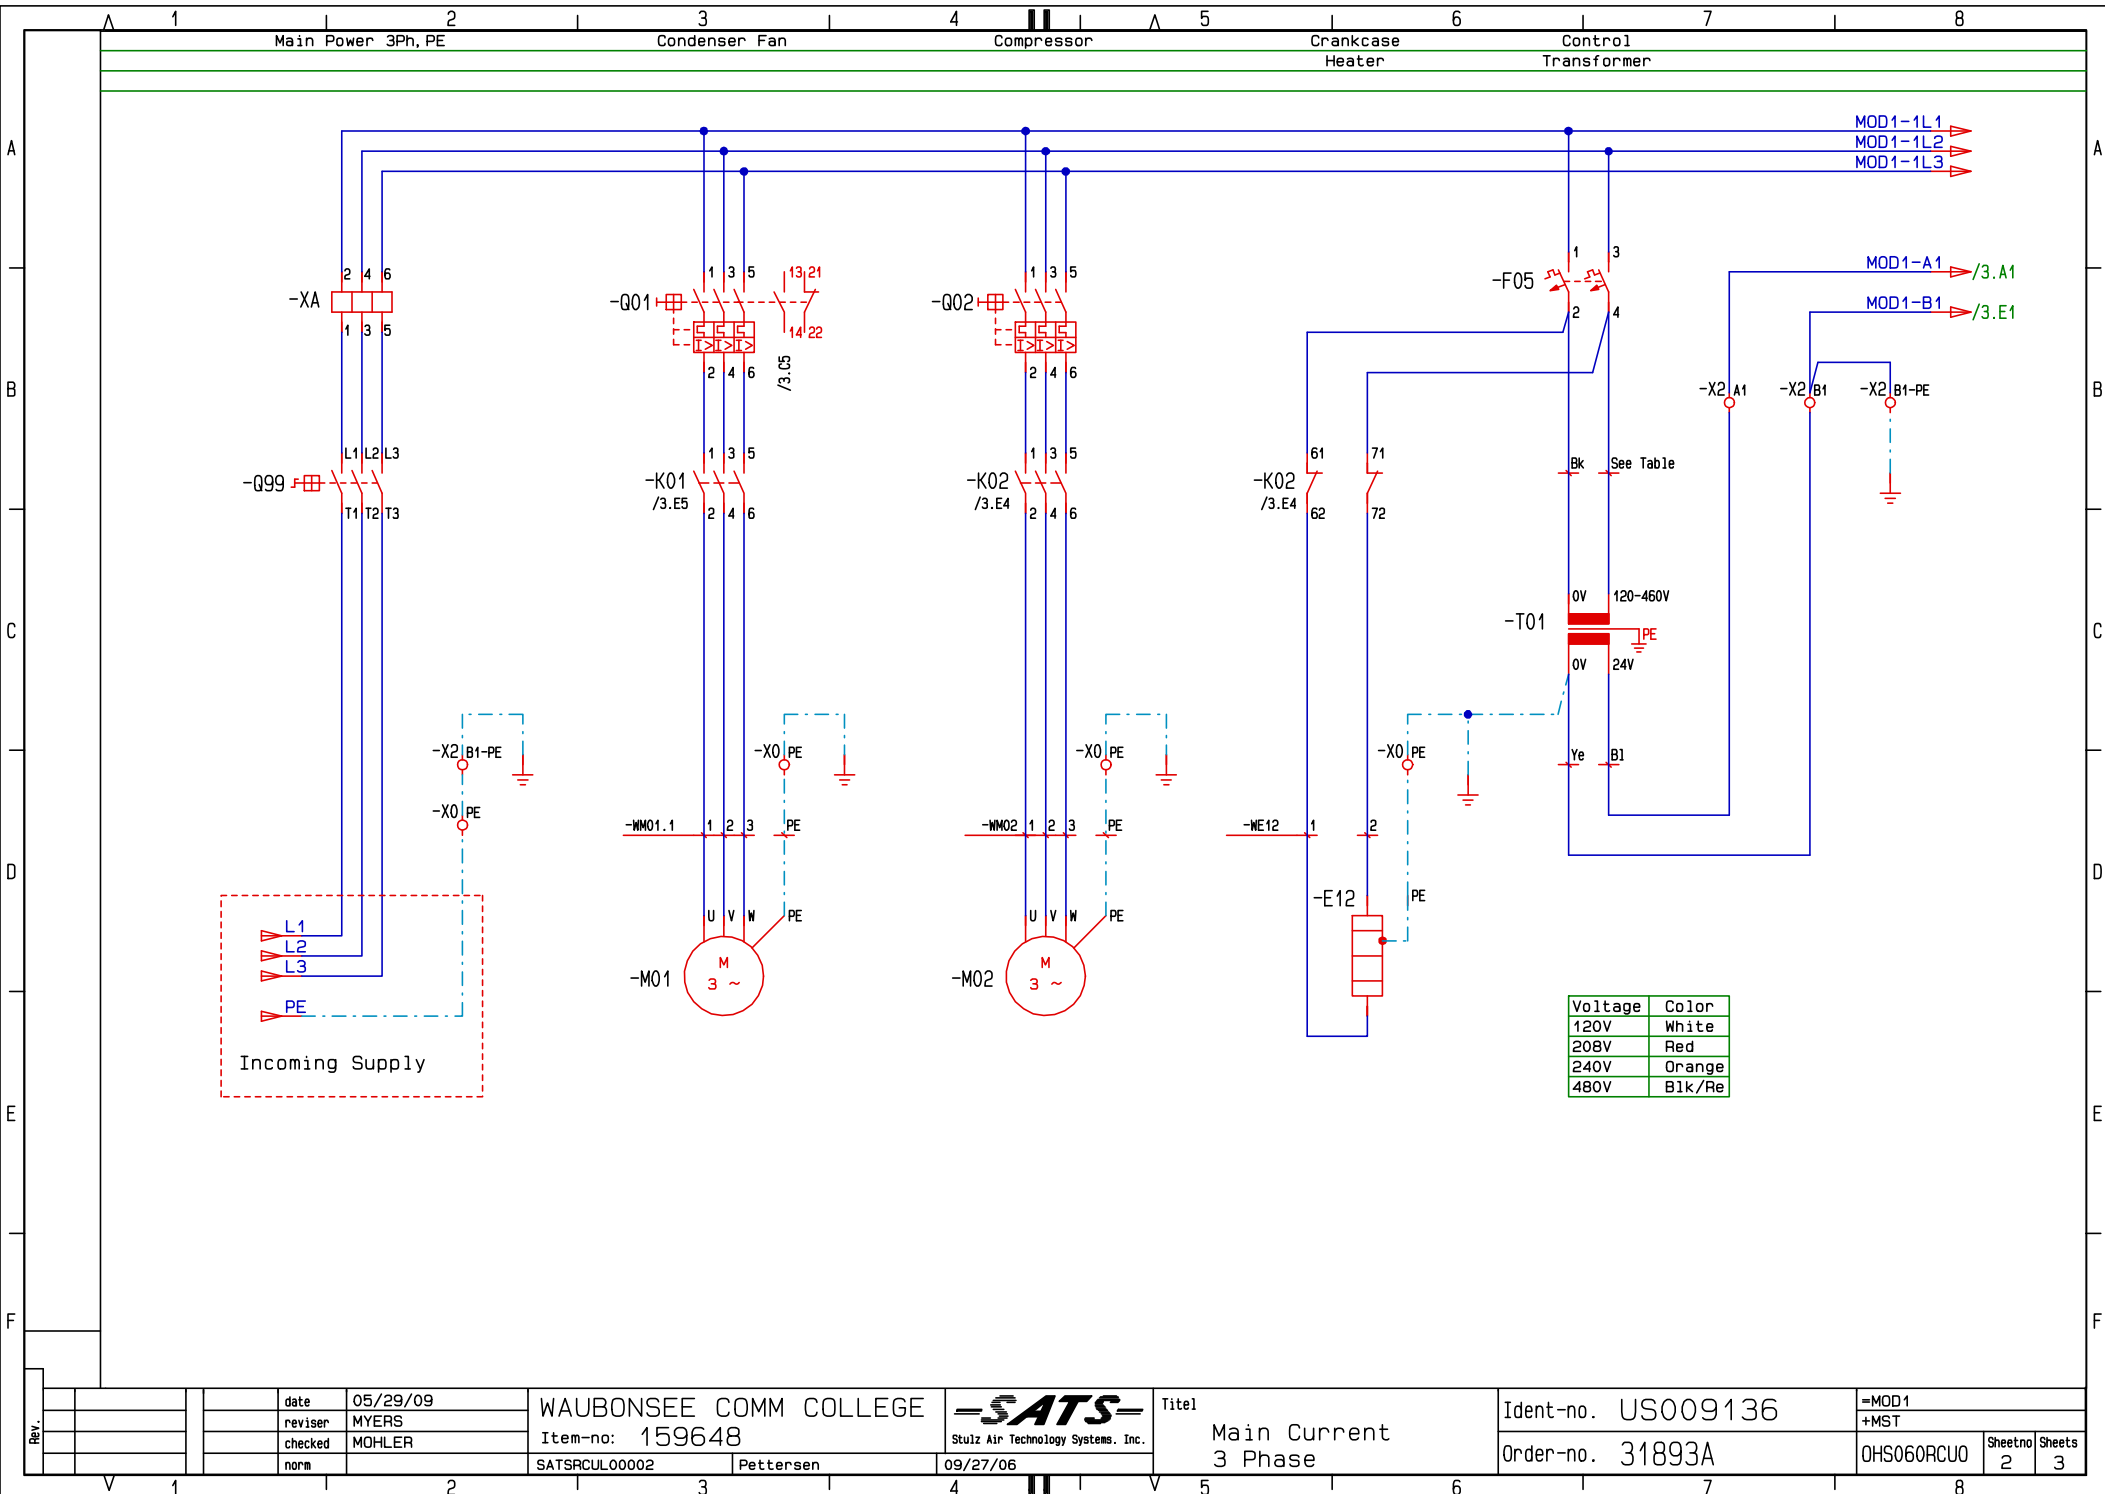 1 2 3 4 5 6 7 8
Main Power 3Ph,PE Condenser Fan Compressor Crankcase Control
Heater Transformer
MOD1-1L1
A MOD1-1L2 A
MOD1-1L3
1 3
2 4 6 1 3 5 13 21 1 3 5 -F05 MOD1-A1 /3.A1
-XA -Q01 -Q02 MOD1-B1 /3.E1
I> I> I> I> I> I>
1 3 5 14 22 2 4
2 4 6 /3.C5 2 4 6
B -X2 A1 -X2 B1 -X2 B1-PE B
L1 L2 L3 1 3 5 1 3 5 61 71 Bk See Table
-Q99 -K01 -K02 -K02
/3.E5 /3.E4 /3.E4
T1 T2 T3 2 4 6 2 4 6 62 72
0V 120-460V
C -T01 PE C
0V 24V
-X2 B1-PE -X0 PE -X0 PE -X0 PE Ye Bl
-X0 PE
-WM01.1 1 2 3 PE -WM02 1 2 3 PE -WE12 1 2
D D
-E12 PE
U V W PE U V W PE
L1
L2
L3
-M01 M 3 ~ -M02 M 3 ~
PE
Incoming Supply
Voltage Color
120V White
208V Red
240V Orange
480V Blk/Re
E E
F F
Rev.
date 05/29/09
reviser MYERS
checked MOHLER
norm
WAUBONSEE COMM COLLEGE
Item-no: 159648
SATSRCUL00002 Pettersen 09/27/06
-SATS-
Stulz Air Technology Systems. Inc.
Titel
Main Current
3 Phase
Ident-no. US009136
Order-no. 31893A
=MOD1
+MST
OHS060RCU0
Sheetno Sheets
2 3
1 2 3 4 5 6 7 8